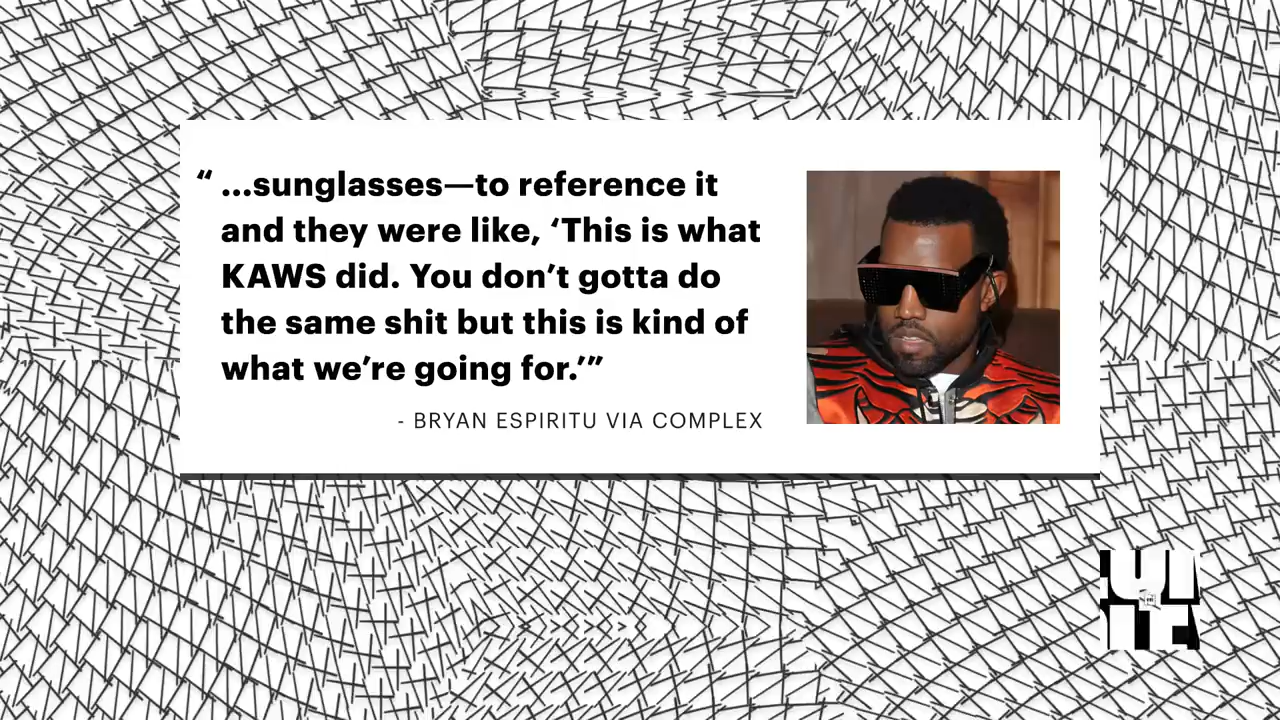 “ ...sunglasses—to reference it
and they were like, ‘This is what
KAWS did. You don’t gotta do
the same shit but this is kind of
what we’re going for.’”
- BRYAN ESPIRITU VIA COMPLEX